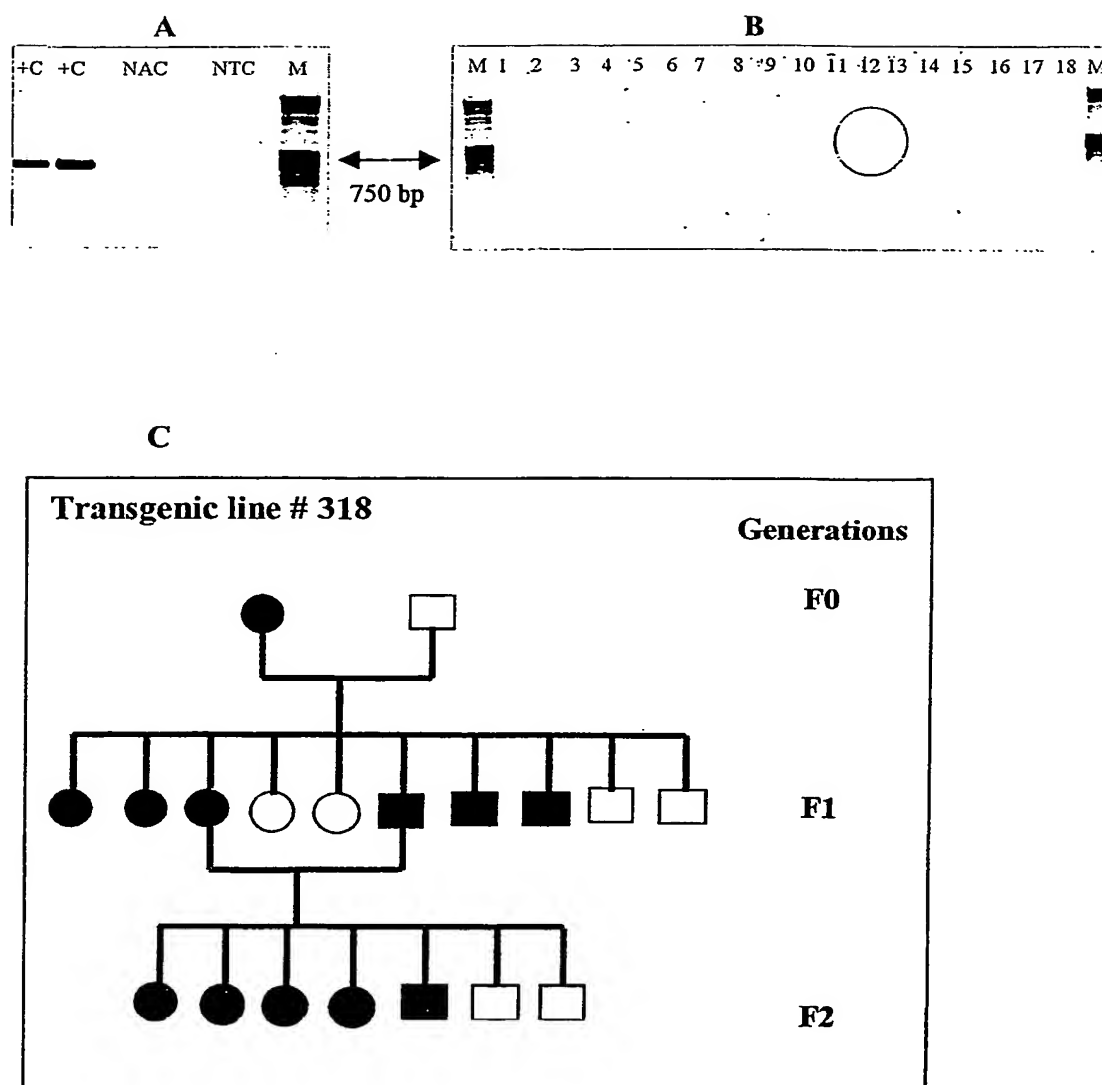 A
+C +C NAC NTC M
750 bp
B
M 1 2 3 4 5 6 7 8 9 10 11 12 13 14 15 16 17 18 M
C
Transgenic line # 318
Generations
F0
F1
F2